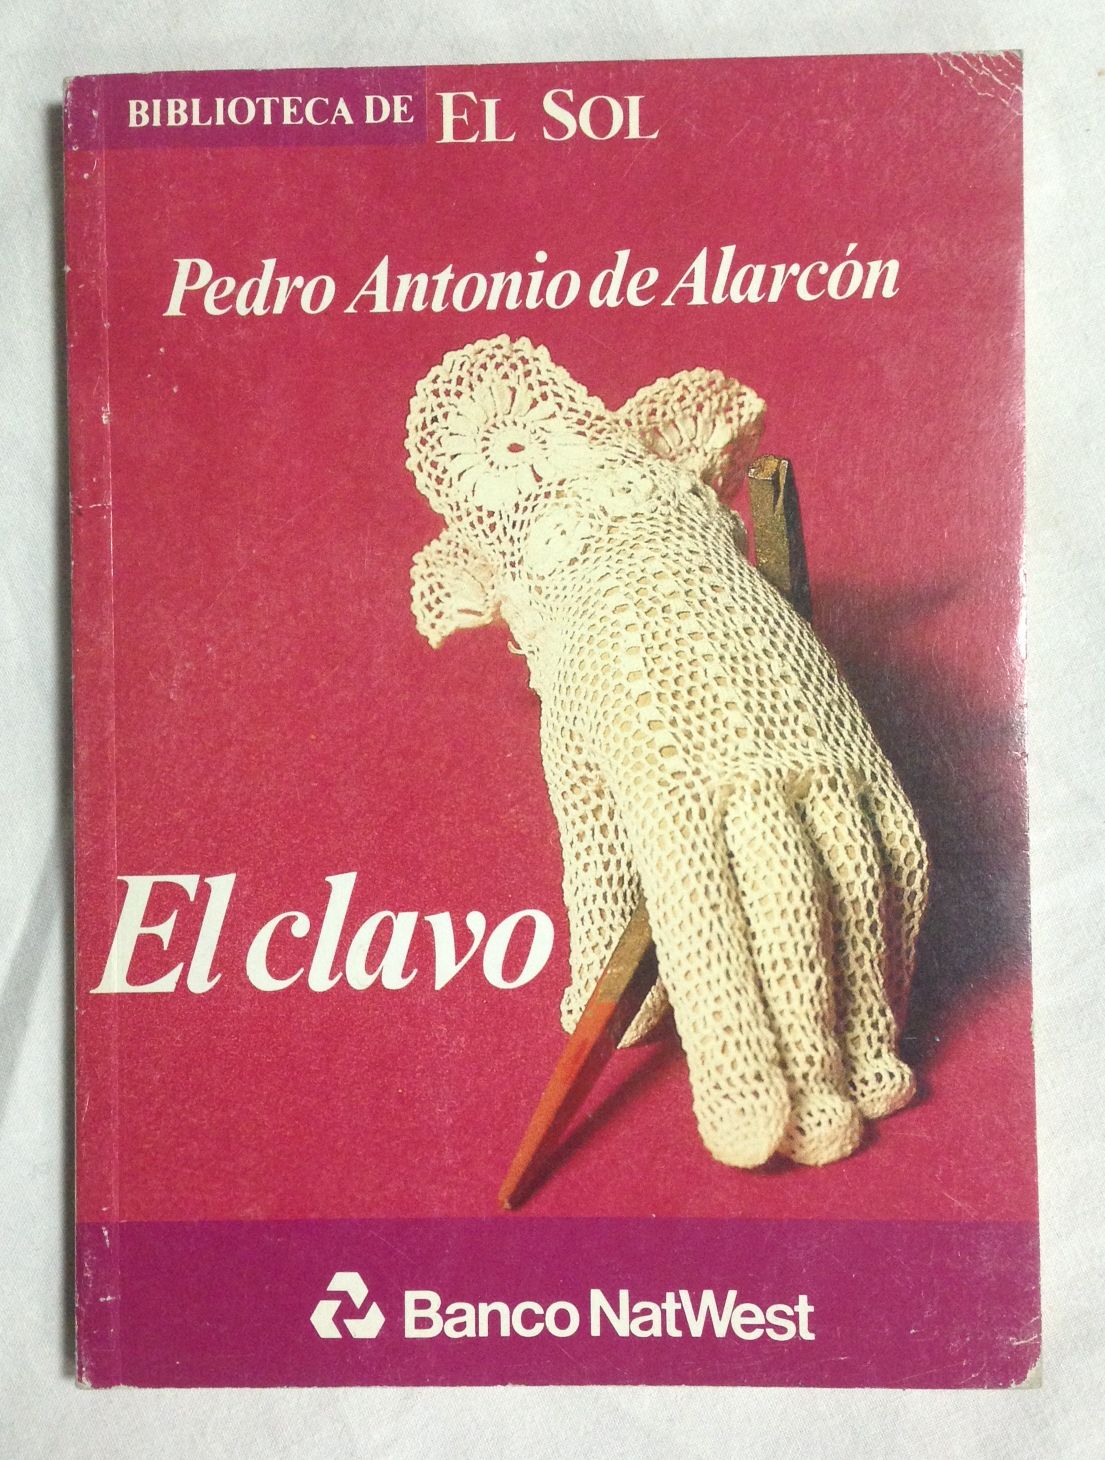 BIBLIOTECA DE EL SOL
Pedro Antonio de Alarcón
El clavo
Banco NatWest